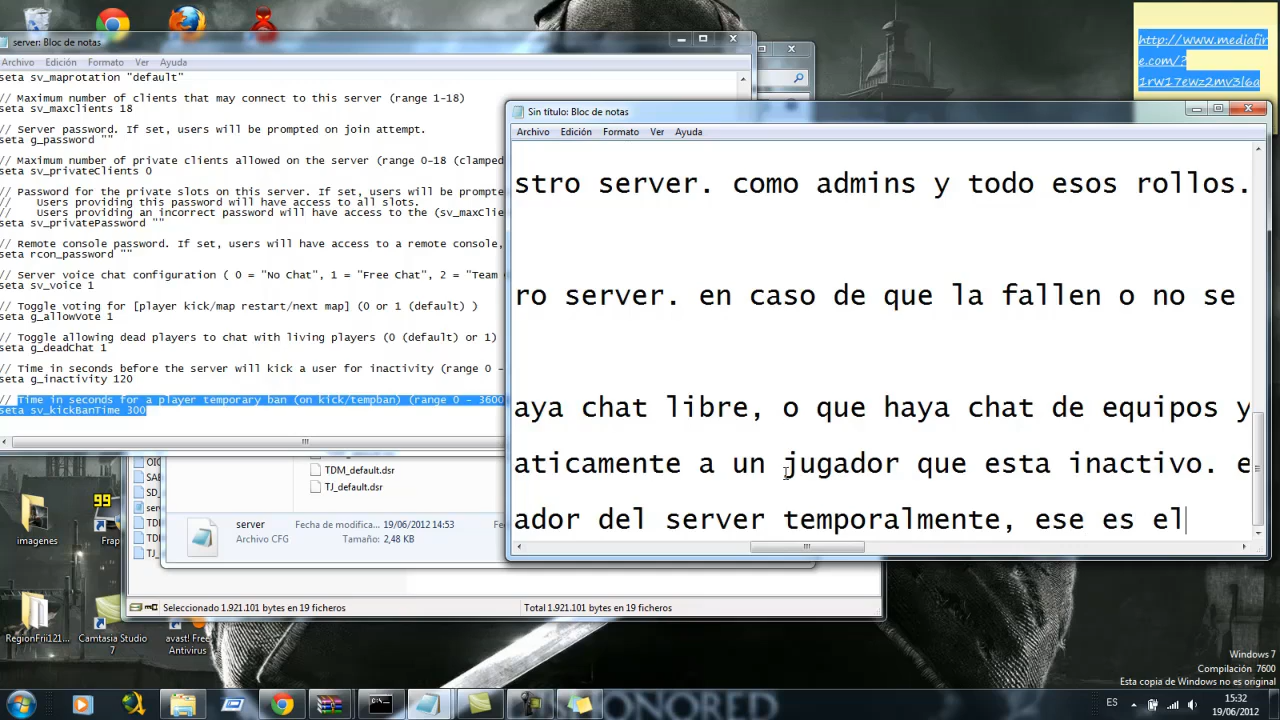 http://www.mediafir
e.com/?
1rw17ewz2mv3l6a
server: Bloc de notas
Archivo Edición Formato Ver Ayuda
seta sv_maprotation "default"
// Maximum number of clients that may connect to this server (range 1-18)
seta sv_maxclients 18
// Server password. If set, users will be prompted on join attempt.
seta g_password ""
// Maximum number of private clients allowed on the server (range 0-18 (clamped
seta sv_privateClients 0
// Password for the private slots on this server. If set, users will be prompte
// Users providing this password will have access to all slots.
// Users providing an incorrect password will have access to the (sv_maxClie
seta sv_privatePassword ""
// Remote console password. If set, users will have access to a remote console,
seta rcon_password ""
// Server voice chat configuration ( 0 = "No Chat", 1 = "Free Chat", 2 = "Team
seta sv_voice 1
// Toggle voting for [player kick/map restart/next map] (0 or 1 (default) )
seta g_allowVote 1
// Toggle allowing dead players to chat with living players (0 (default) or 1)
seta g_deadChat 1
// Time in seconds before the server will kick a user for inactivity (range 0 -
seta g_inactivity 120
// Time in seconds for a player temporary ban (on kick/tempban) (range 0 - 3600
seta sv_kickBanTime 300
Sin título: Bloc de notas
Archivo Edición Formato Ver Ayuda
stro server. como admins y todo esos rollos.
ro server. en caso de que la fallen o no se
aya chat libre, o que haya chat de equipos y
aticamente a un jugador que esta inactivo. e
ador del server temporalmente, ese es el
OIC
SAB
SD_
serve
TDM
TDM
TJ_
TDM_default.dsr
TJ_default.dsr
server Fecha de modifica... 19/06/2012 14:53
Archivo CFG Tamaño: 2,48 KB
Seleccionado 1.921.101 bytes en 19 ficheros Total 1.921.101 bytes en 19 ficheros
99
imagenes
Frap
RegionFrii121...
Camtasia Studio
7
avast! Free
Antivirus
Windows 7
Compilación 7600
Esta copia de Windows no es original
ONORED
ES
15:32
19/06/2012